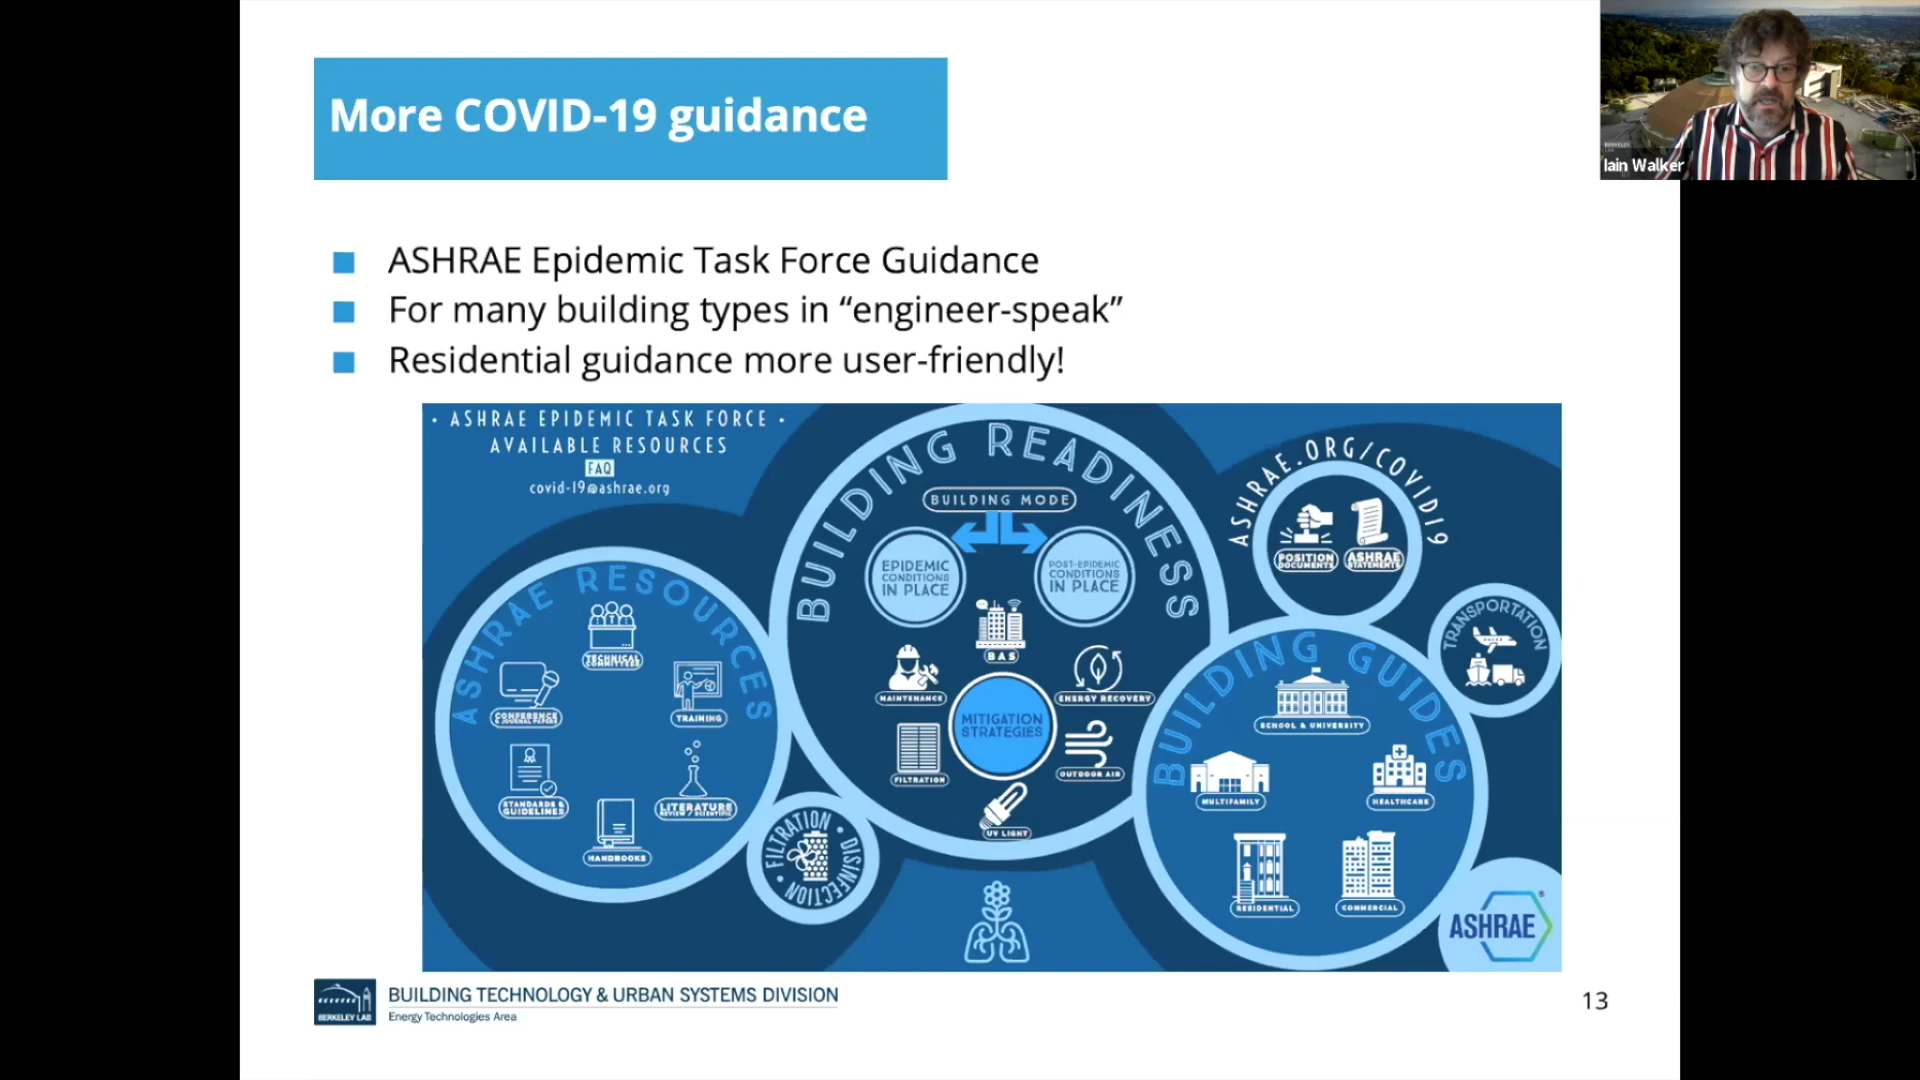 More COVID-19 guidance
Iain Walker
ASHRAE Epidemic Task Force Guidance
For many building types in “engineer-speak”
Residential guidance more user-friendly!
• ASHRAE EPIDEMIC TASK FORCE •
AVAILABLE RESOURCES
FAQ
covid-19@ashrae.org
ASHRAE RESOURCES
TECHNICAL
COMMITTEES
CONFERENCE
& JOURNAL PAPERS
TRAINING
STANDARDS &
GUIDELINES
LITERATURE
HANDBOOKS
FILTRATION • DISINFECTION •
BUILDING READINESS
BUILDING MODE
EPIDEMIC
CONDITIONS
IN PLACE
POST-EPIDEMIC
CONDITIONS
IN PLACE
BAS
MAINTENANCE
ENERGY RECOVERY
MITIGATION
STRATEGIES
FILTRATION
OUTDOOR AIR
UV LIGHT
ASHRAE.ORG/COVID19
POSITION
DOCUMENTS
ASHRAE
STATEMENTS
TRANSPORTATION
BUILDING GUIDES
SCHOOL & UNIVERSITY
MULTIFAMILY
HEALTHCARE
RESIDENTIAL
COMMERCIAL
ASHRAE
BERKELEY LAB
BUILDING TECHNOLOGY & URBAN SYSTEMS DIVISION
Energy Technologies Area
13